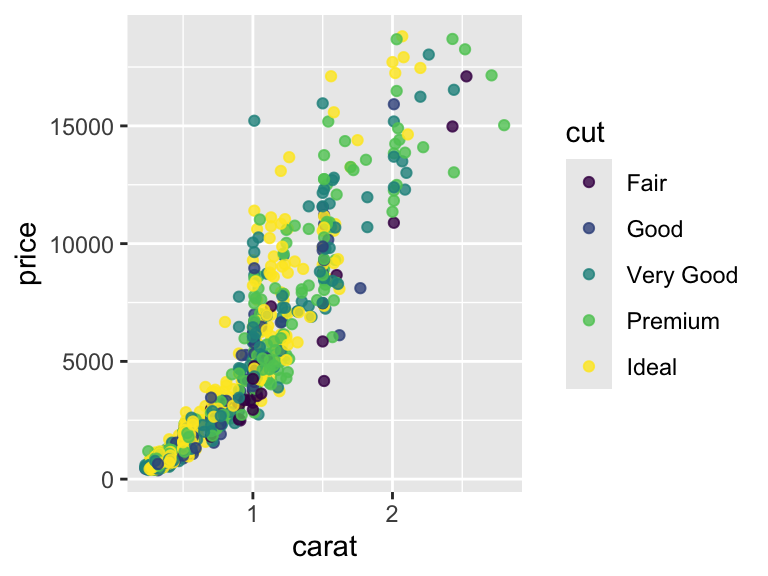 15000
10000
5000
0
price
1 2
carat
cut
Fair
Good
Very Good
Premium
Ideal